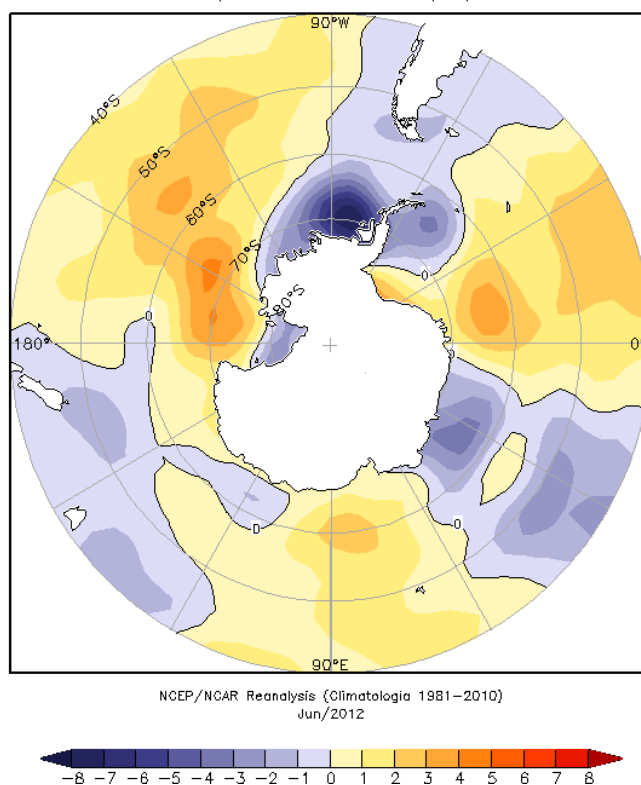 90°W
40°S
50°S
60°S
70°S
80°S
0
0
180°
0
0
0
0
90°E
NCEP/NCAR Reanalysis (Climatologia 1981-2010)
Jun/2012
-8 -7 -6 -5 -4 -3 -2 -1 0 1 2 3 4 5 6 7 8